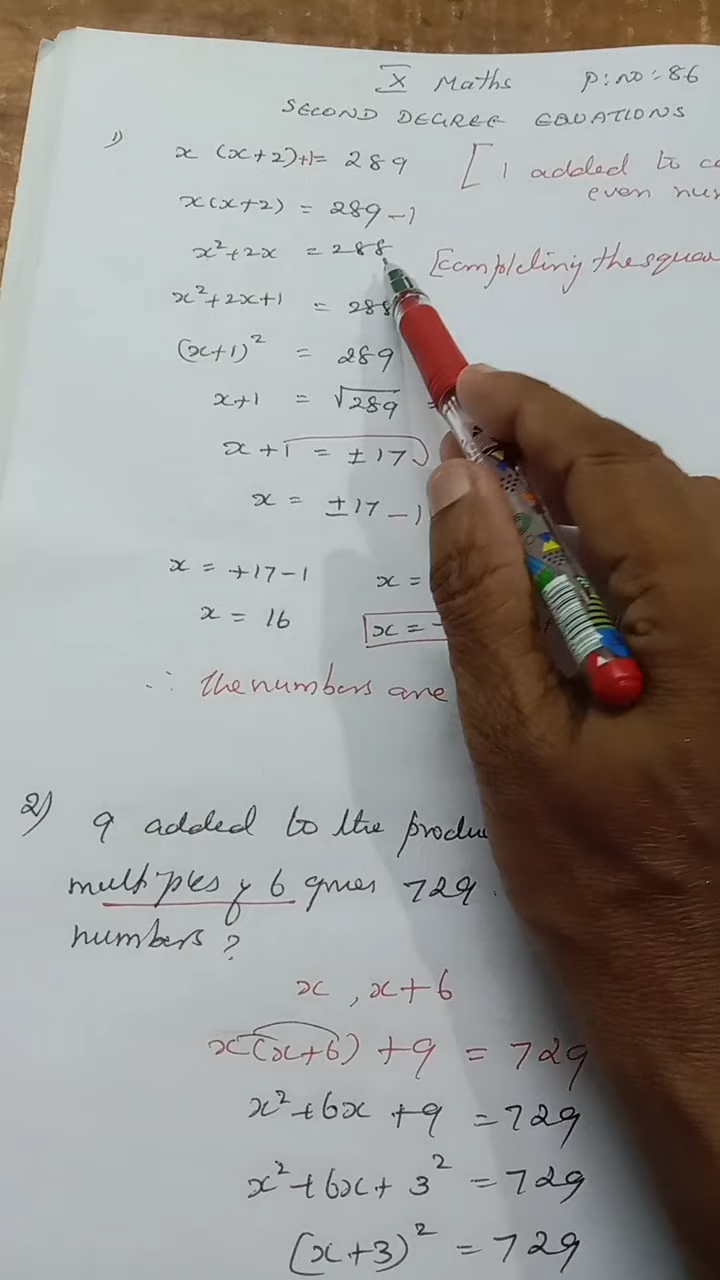 X Maths P:no:-86
SECOND DEGREE EQUATIONS
1)
x (x+2)+1= 289 [ 1 added to
even
x(x+2) = 289-1
x²+2x = 288 [completing the
x²+2x+1 = 288
(x+1)² = 289
x+1 = √289 =
x+1 = ±17
x = ±17-1
x = +17-1 x =
x = 16 x = -
∴ the numbers are
2) 9 added to the
multiples of 6 gives 729.
numbers?
x , x+6
x(x+6) +9 = 729
x²+6x +9 = 729
x²+6x+ 3² = 729
(x+3)² = 729